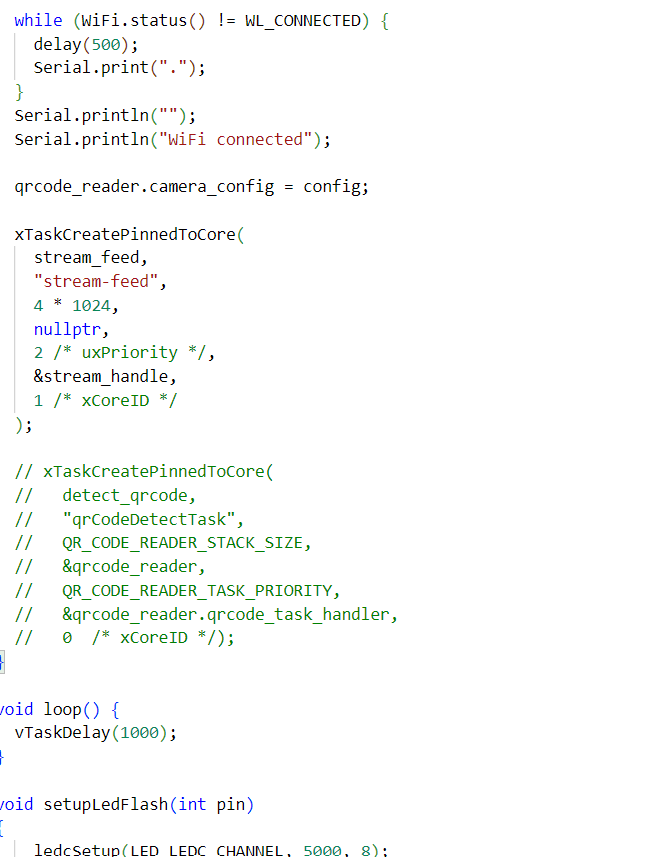 while (WiFi.status() != WL_CONNECTED) {
delay(500);
Serial.print(".");
}
Serial.println("");
Serial.println("WiFi connected");
qrcode_reader.camera_config = config;
xTaskCreatePinnedToCore(
stream_feed,
"stream-feed",
4 * 1024,
nullptr,
2 /* uxPriority */,
&stream_handle,
1 /* xCoreID */
);
// xTaskCreatePinnedToCore(
//   detect_qrcode,
//   "qrCodeDetectTask",
//   QR_CODE_READER_STACK_SIZE,
//   &qrcode_reader,
//   QR_CODE_READER_TASK_PRIORITY,
//   &qrcode_reader.qrcode_task_handler,
//   0  /* xCoreID */);
}
void loop() {
vTaskDelay(1000);
}
void setupLedFlash(int pin)
{
ledcSetup(LED_LEDC_CHANNEL, 5000, 8);